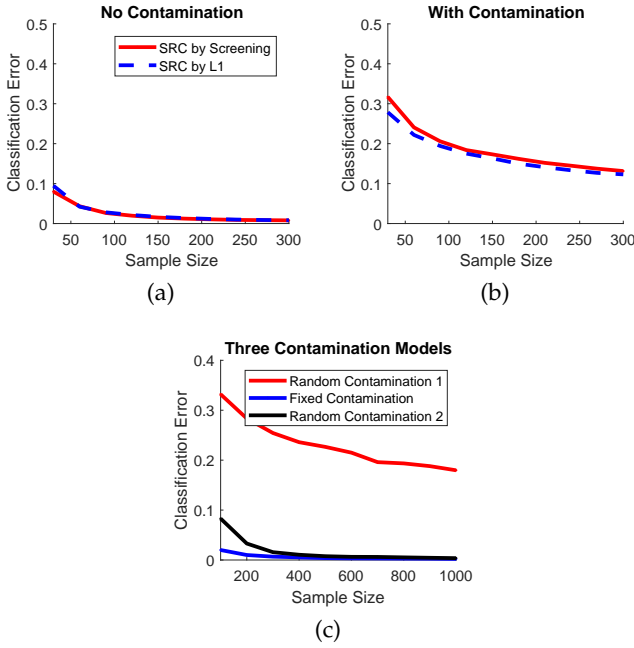 No Contamination
0.5
0.4
0.3
0.2
0.1
0
Classification Error
SRC by Screening
SRC by L1
50 100 150 200 250 300
Sample Size
(a)
With Contamination
0.5
0.4
0.3
0.2
0.1
0
Classification Error
50 100 150 200 250 300
Sample Size
(b)
Three Contamination Models
0.4
0.3
0.2
0.1
0
Classification Error
Random Contamination 1
Fixed Contamination
Random Contamination 2
200 400 600 800 1000
Sample Size
(c)